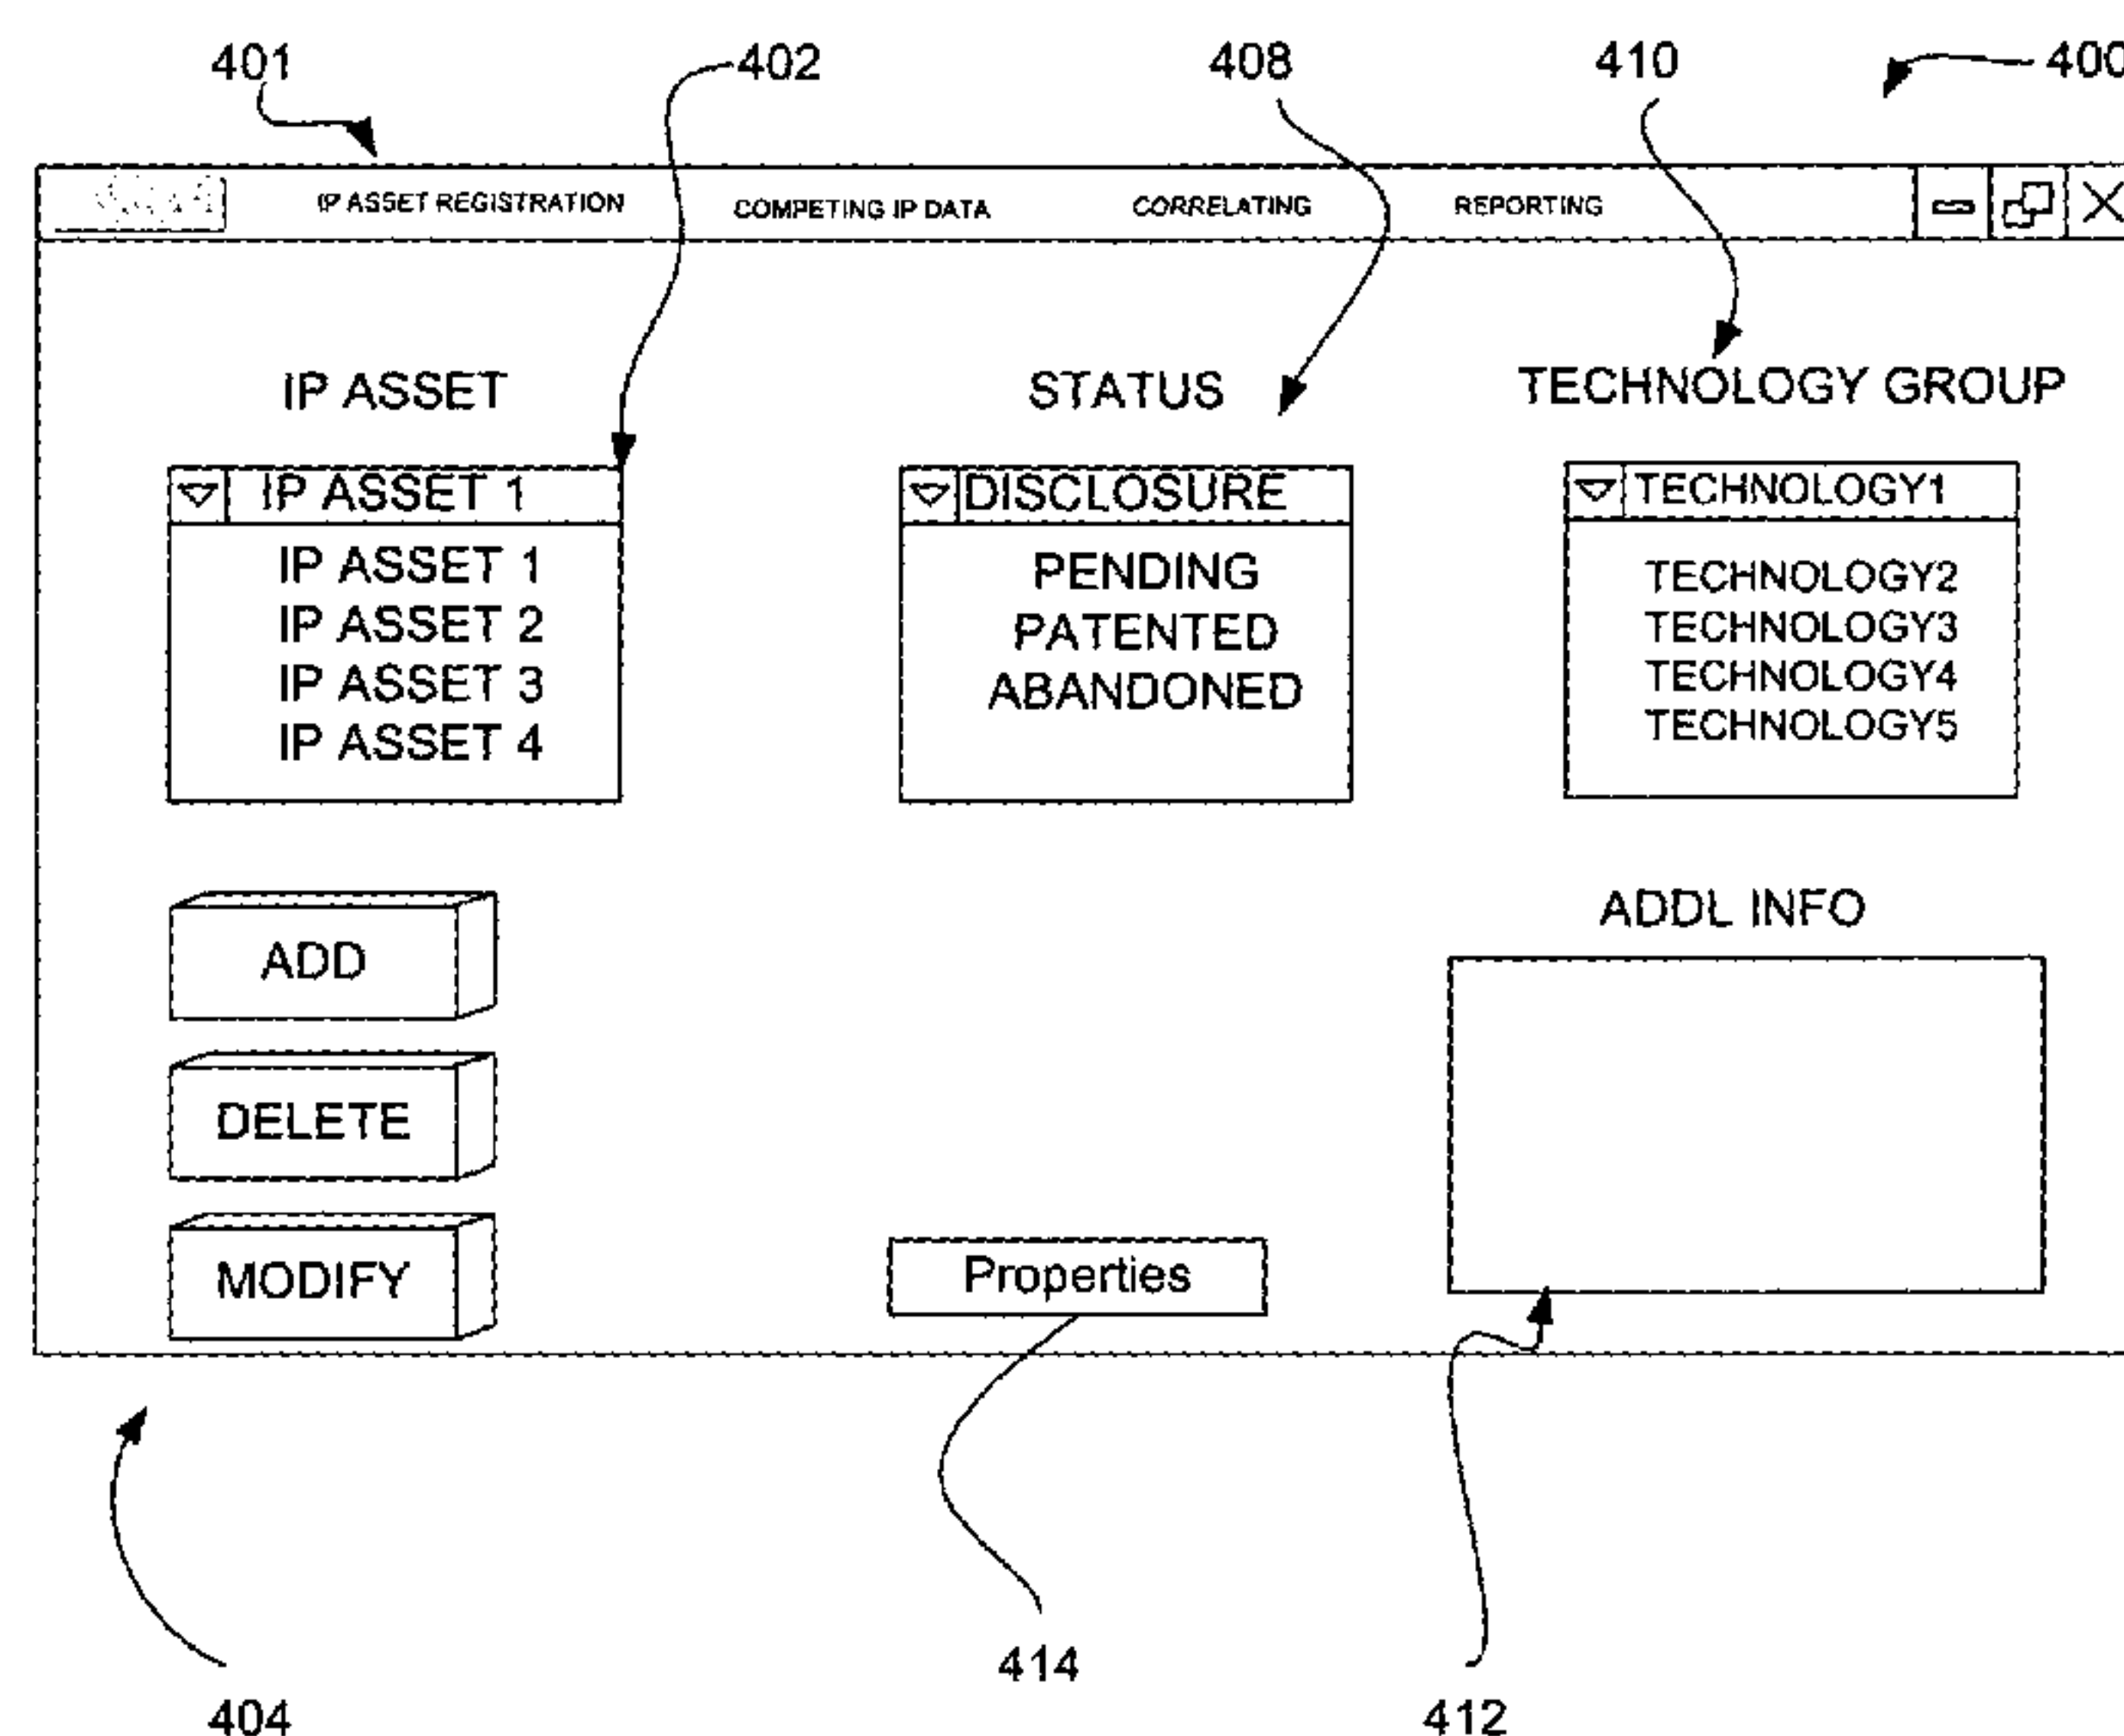 401
402
408
410
400
IP ASSET REGISTRATION
COMPETING IP DATA
CORRELATING
REPORTING
IP ASSET
STATUS
TECHNOLOGY GROUP
IP ASSET 1
IP ASSET 1
IP ASSET 2
IP ASSET 3
IP ASSET 4
DISCLOSURE
PENDING
PATENTED
ABANDONED
TECHNOLOGY1
TECHNOLOGY2
TECHNOLOGY3
TECHNOLOGY4
TECHNOLOGY5
ADD
DELETE
MODIFY
ADDL INFO
Properties
414
412
404